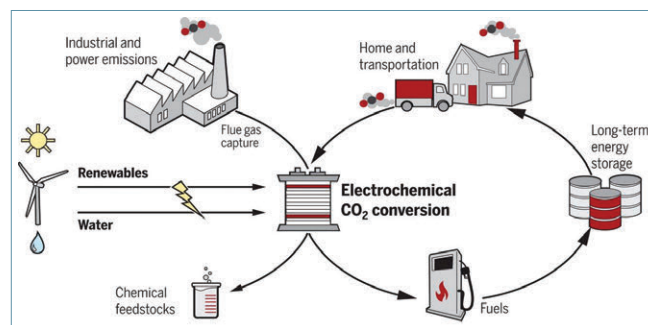 Industrial and
power emissions
Home and
transportation
Flue gas
capture
Long-term
energy
storage
Renewables
Electrochemical
CO₂ conversion
Water
Chemical
feedstocks
Fuels